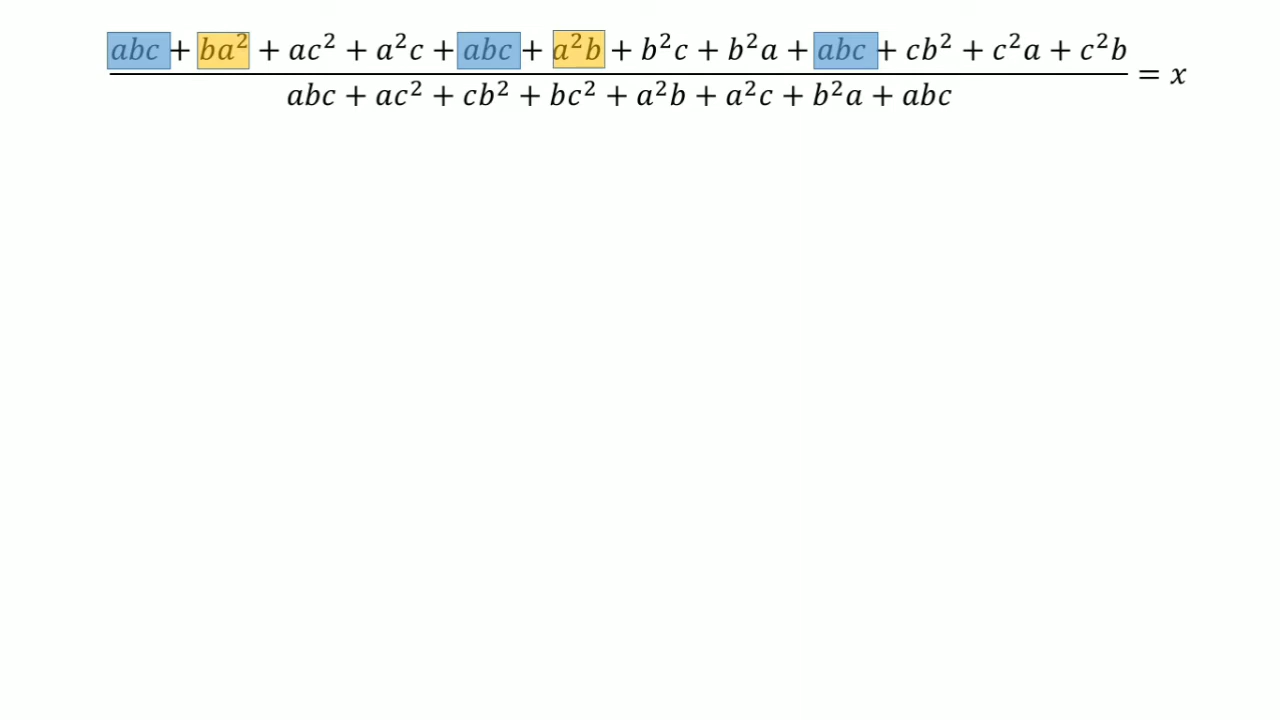 abc + ba² + ac² + a²c + abc + a²b + b²c + b²a + abc + cb² + c²a + c²b
abc + ac² + cb² + bc² + a²b + a²c + b²a + abc
= x